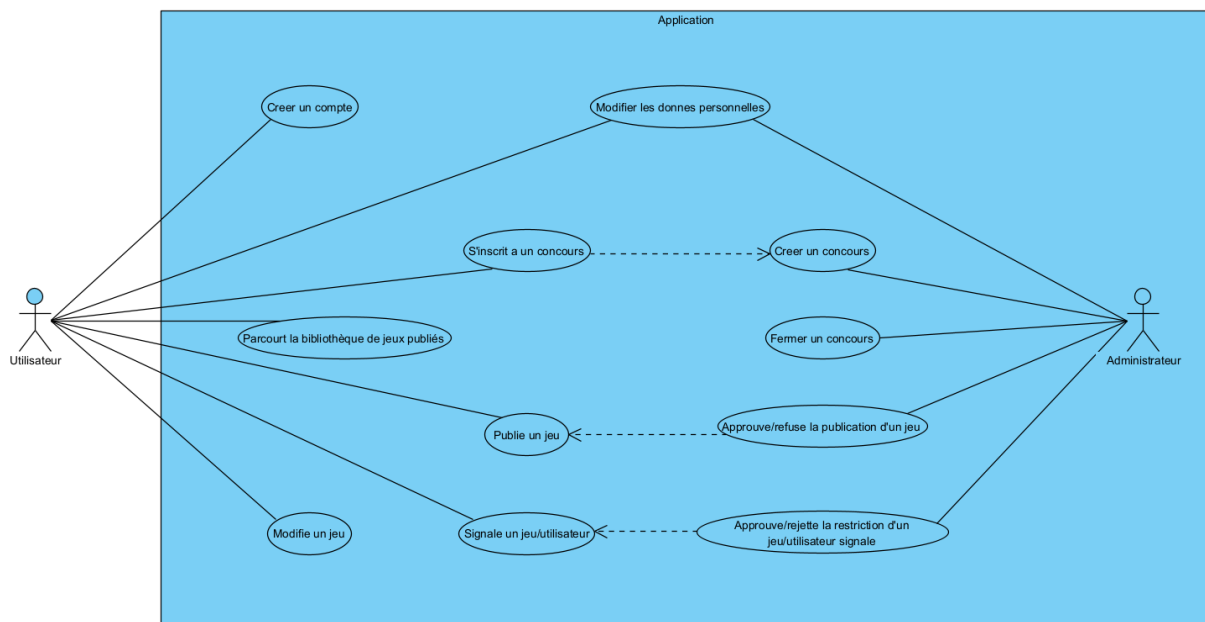 Application
Creer un compte
Modifier les donnes personnelles
S'inscrit a un concours
Creer un concours
Utilisateur
Parcourt la bibliothèque de jeux publiés
Fermer un concours
Administrateur
Publie un jeu
Approuve/refuse la publication d'un jeu
Modifie un jeu
Signale un jeu/utilisateur
Approuve/rejette la restriction d'un
jeu/utilisateur signale